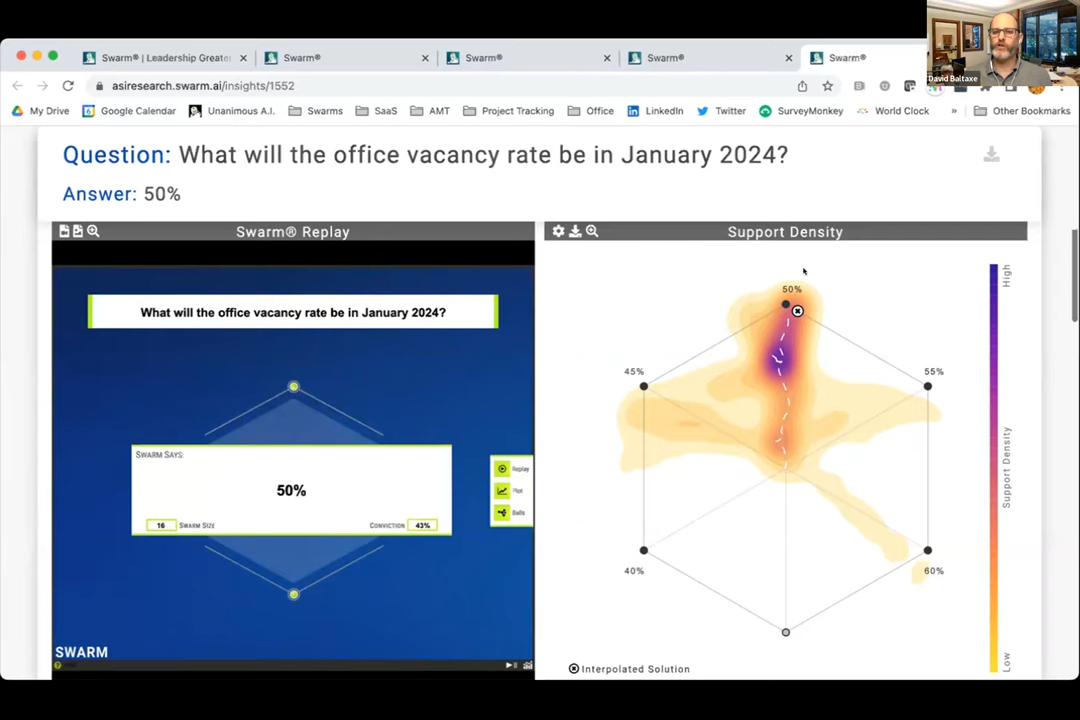 David Baltaxe
Swarm® | Leadership Greate
Swarm®
Swarm®
Swarm®
Swarm®
asiresearch.swarm.ai/insights/1552
My Drive
Google Calendar
Unanimous A.I.
Swarms
SaaS
AMT
Project Tracking
Office
LinkedIn
Twitter
SurveyMonkey
World Clock
»
Other Bookmarks
Question: What will the office vacancy rate be in January 2024?
Answer: 50%
Swarm® Replay
Support Density
What will the office vacancy rate be in January 2024?
SWARM SAYS:
50%
16 SWARM SIZE
CONVICTION 43%
Replay
Plot
Balls
SWARM
50%
45%
55%
40%
60%
High
Support Density
Low
Interpolated Solution